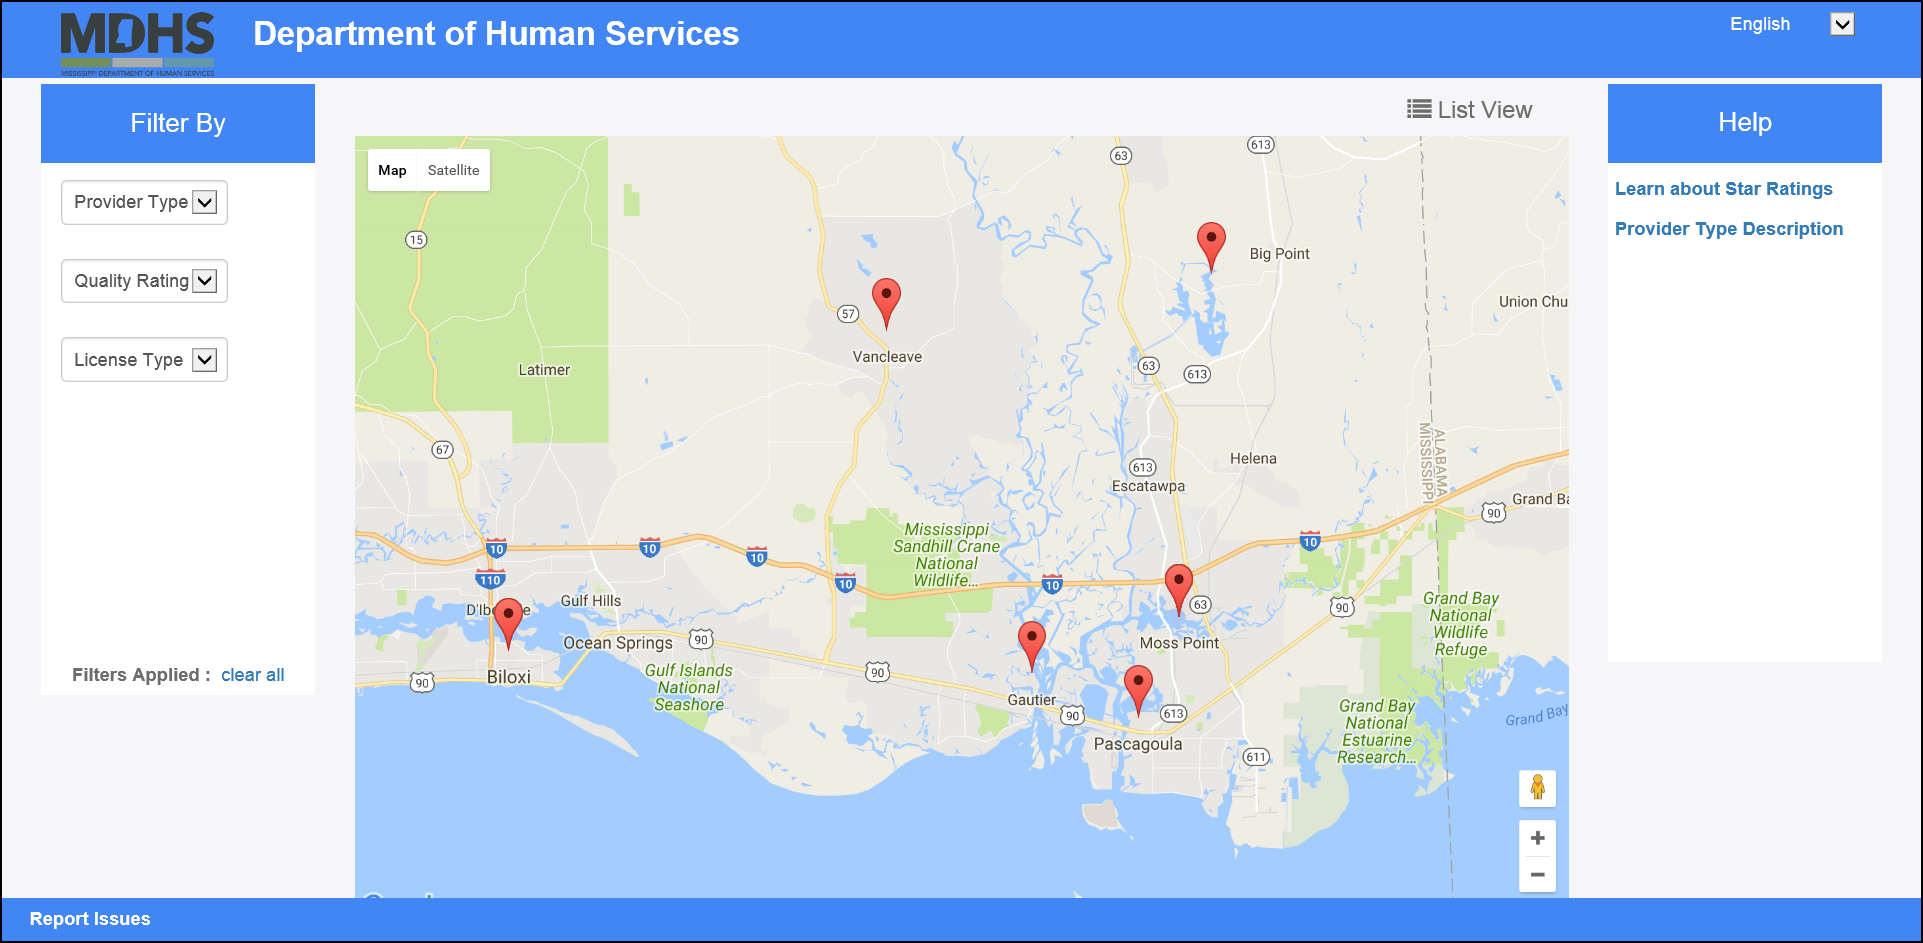 MDHS
MISSISSIPPI DEPARTMENT OF HUMAN SERVICES
Department of Human Services
English
Filter By
Provider Type
Quality Rating
License Type
Filters Applied : clear all
List View
Map Satellite
63
613
15
Big Point
Union Chu
57
Vancleave
Latimer
63
613
67
ALABAMA
MISSISSIPPI
Helena
613
Escatawpa
Grand Ba
90
Mississippi
Sandhill Crane
National
Wildlife...
10
10
10
10
10
10
110
D'Ibe
Gulf Hills
63
90
Grand Bay
National
Wildlife
Refuge
Ocean Springs
90
Moss Point
Biloxi
90
Gulf Islands
National
Seashore
90
Gautier
90
613
Pascagoula
Grand Bay
National
Estuarine
Research...
Grand Bay
611
Help
Learn about Star Ratings
Provider Type Description
Report Issues